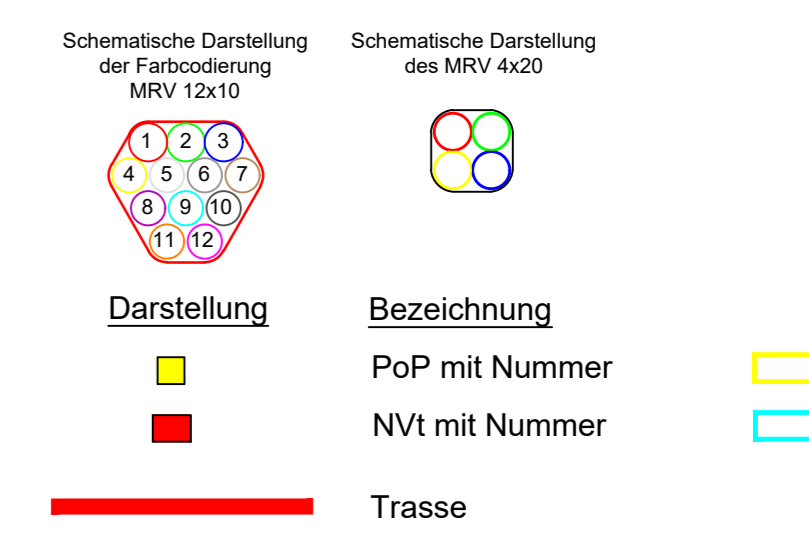 Schematische Darstellung
der Farbcodierung
MRV 12x10
Schematische Darstellung
des MRV 4x20
1 2 3
4 5 6 7
8 9 10
11 12
Darstellung
Bezeichnung
PoP mit Nummer
NVt mit Nummer
Trasse